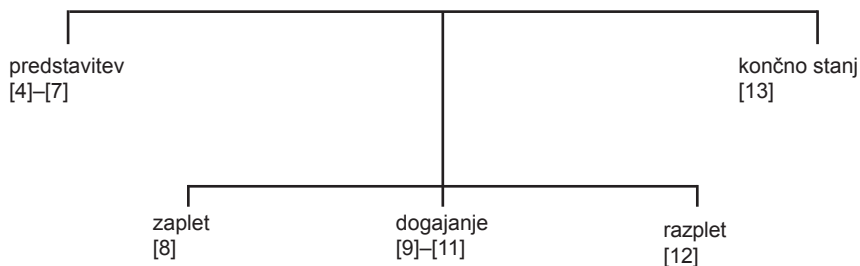 predstavitev
[4]–[7]
končno stanj
[13]
zaplet
[8]
dogajanje
[9]–[11]
razplet
[12]